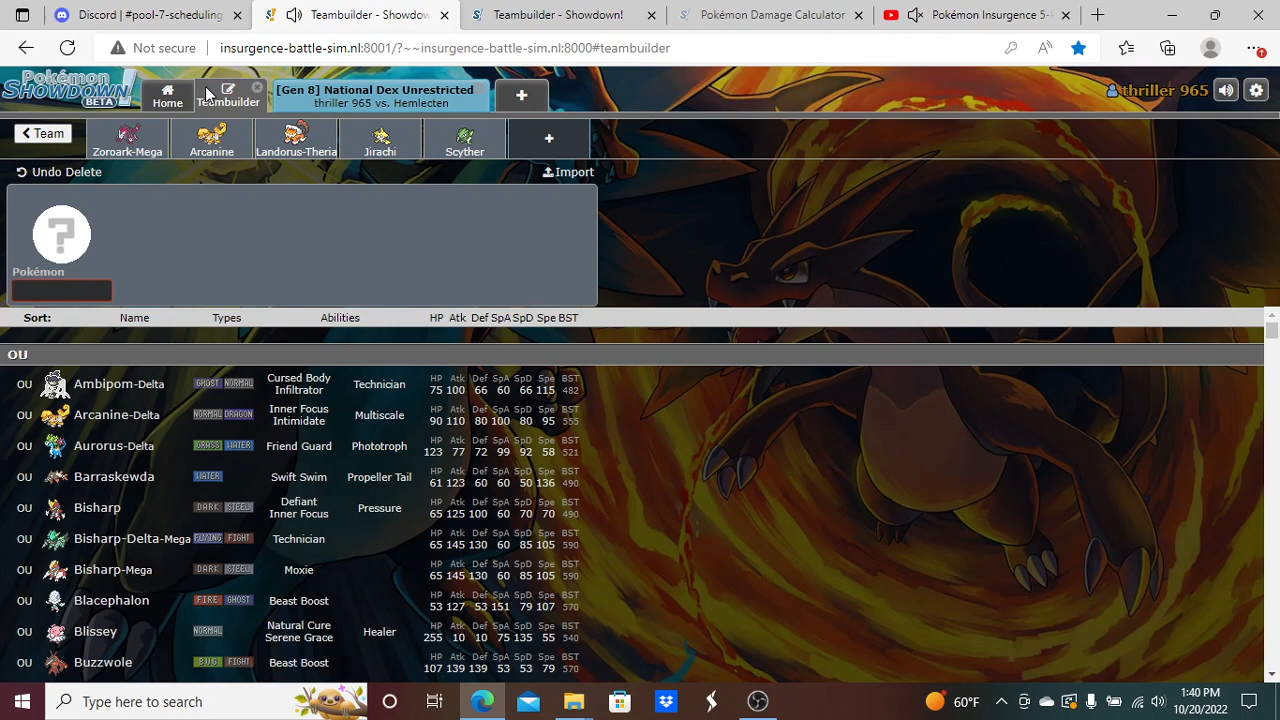 Discord | #pool-7-scheduling
Teambuilder - Showdow
Teambuilder - Showdown!
Pokémon Damage Calculator
Pokémon Insurgence 5-
Not secure
insurgence-battle-sim.nl:8001/?~~insurgence-battle-sim.nl:8000#teambuilder
Pokémon
SHOWDOWN
BETA
Home
Teambuilder
[Gen 8] National Dex Unrestricted
thriller 965 vs. Hemlecten
thriller 965
Team
Zoroark-Mega
Arcanine
Landorus-Theria
Jirachi
Scyther
Undo Delete
Import
Pokémon
Sort: Name Types Abilities HP Atk Def SpA SpD Spe BST
OU
OU Ambipom-Delta GHOST NORMAL Cursed Body Infiltrator Technician HP 75 Atk 100 Def 66 SpA 60 SpD 66 Spe 115 BST 482
OU Arcanine-Delta NORMAL DRAGON Inner Focus Intimidate Multiscale HP 90 Atk 110 Def 80 SpA 100 SpD 80 Spe 95 BST 555
OU Aurorus-Delta GRASS WATER Friend Guard Phototroph HP 123 Atk 77 Def 72 SpA 99 SpD 92 Spe 58 BST 521
OU Barraskewda WATER Swift Swim Propeller Tail HP 61 Atk 123 Def 60 SpA 60 SpD 50 Spe 136 BST 490
OU Bisharp DARK STEEL Defiant Inner Focus Pressure HP 65 Atk 125 Def 100 SpA 60 SpD 70 Spe 70 BST 490
OU Bisharp-Delta-Mega FLYING FIGHT Technician HP 65 Atk 145 Def 130 SpA 60 SpD 85 Spe 105 BST 590
OU Bisharp-Mega DARK STEEL Moxie HP 65 Atk 145 Def 130 SpA 60 SpD 85 Spe 105 BST 590
OU Blacephalon FIRE GHOST Beast Boost HP 53 Atk 127 Def 53 SpA 151 SpD 79 Spe 107 BST 570
OU Blissey NORMAL Natural Cure Serene Grace Healer HP 255 Atk 10 Def 10 SpA 75 SpD 135 Spe 55 BST 540
OU Buzzwole BUG FIGHT Beast Boost HP 107 Atk 139 Def 139 SpA 53 SpD 53 Spe 79 BST 570
Type here to search
60°F
1:40 PM
10/20/2022